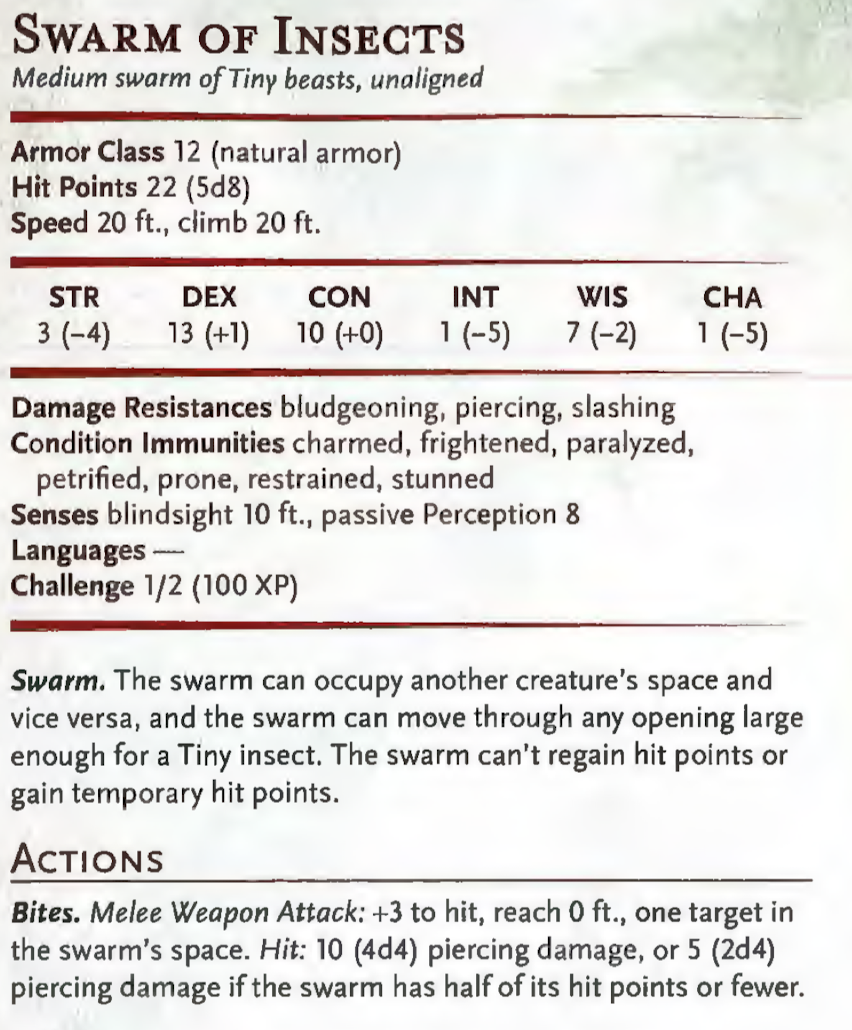 SWARM OF INSECTS
Medium swarm of Tiny beasts, unaligned
Armor Class 12 (natural armor)
Hit Points 22 (5d8)
Speed 20 ft., climb 20 ft.
STR DEX CON INT WIS CHA
3 (−4) 13 (+1) 10 (+0) 1 (−5) 7 (−2) 1 (−5)
Damage Resistances bludgeoning, piercing, slashing
Condition Immunities charmed, frightened, paralyzed,
petrified, prone, restrained, stunned
Senses blindsight 10 ft., passive Perception 8
Languages —
Challenge 1/2 (100 XP)
Swarm. The swarm can occupy another creature's space and
vice versa, and the swarm can move through any opening large
enough for a Tiny insect. The swarm can't regain hit points or
gain temporary hit points.
ACTIONS
Bites. Melee Weapon Attack: +3 to hit, reach 0 ft., one target in
the swarm's space. Hit: 10 (4d4) piercing damage, or 5 (2d4)
piercing damage if the swarm has half of its hit points or fewer.